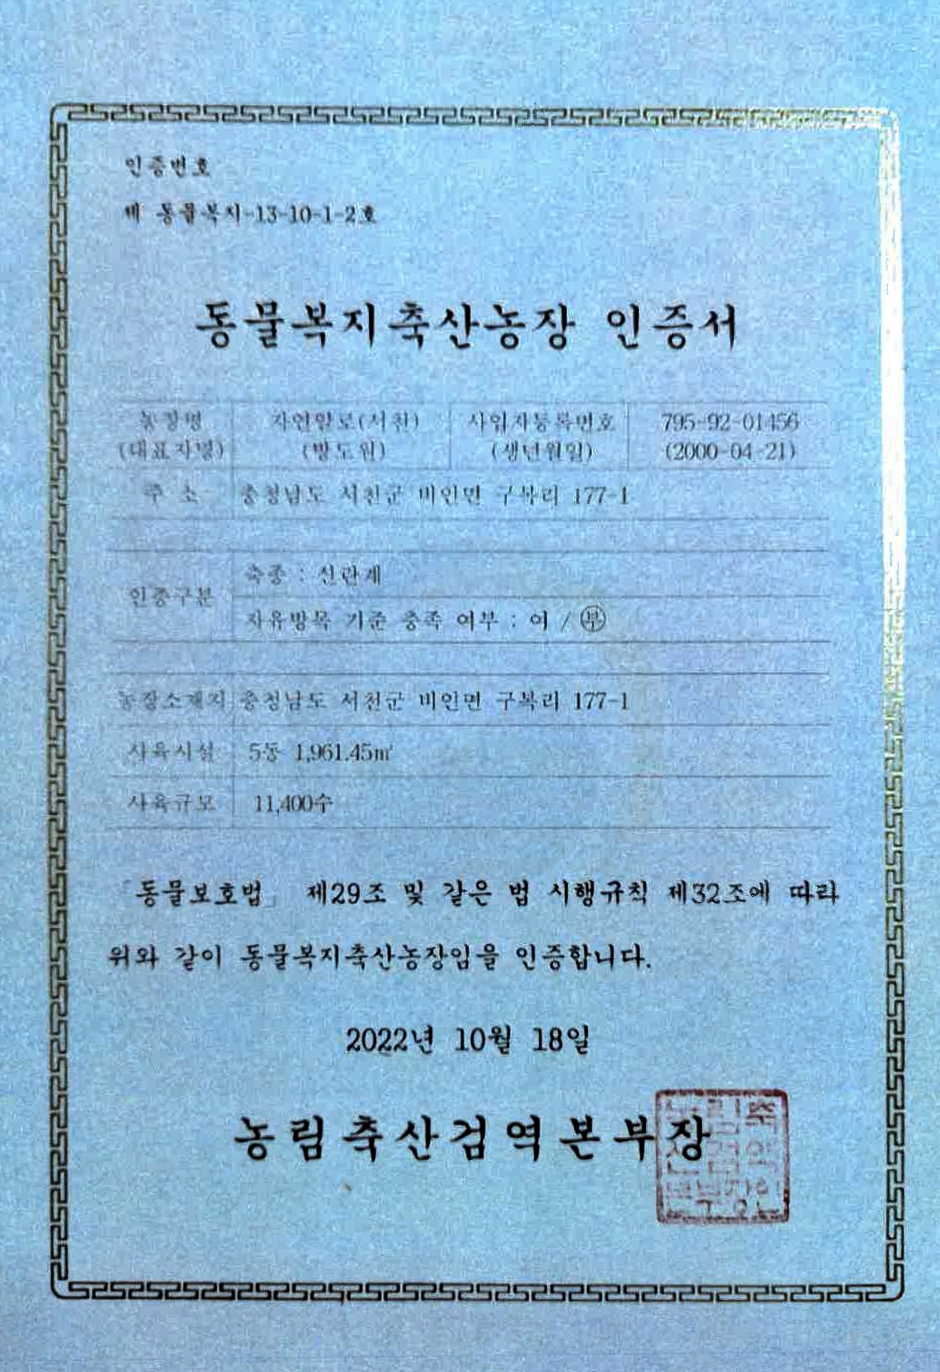 인증번호
제 동물복지-13-10-1-2호
동물복지축산농장 인증서
농장명 자연일로(서천) 사업자등록번호 795-92-01456
(대표자명) (발도원) (생년월일) (2000-04-21)
주 소 충청남도 서천군 비인면 구복리 177-1
축종 : 산란계
인증구분
자유방목 기준 충족 여부 : 여 / 부
농장소재지 충청남도 서천군 비인면 구복리 177-1
사육시설 5동 1,961.45㎡
사육규모 11,400수
「동물보호법」 제29조 및 같은 법 시행규칙 제32조에 따라
위와 같이 동물복지축산농장임을 인증합니다.
2022년 10월 18일
농림축산검역본부장